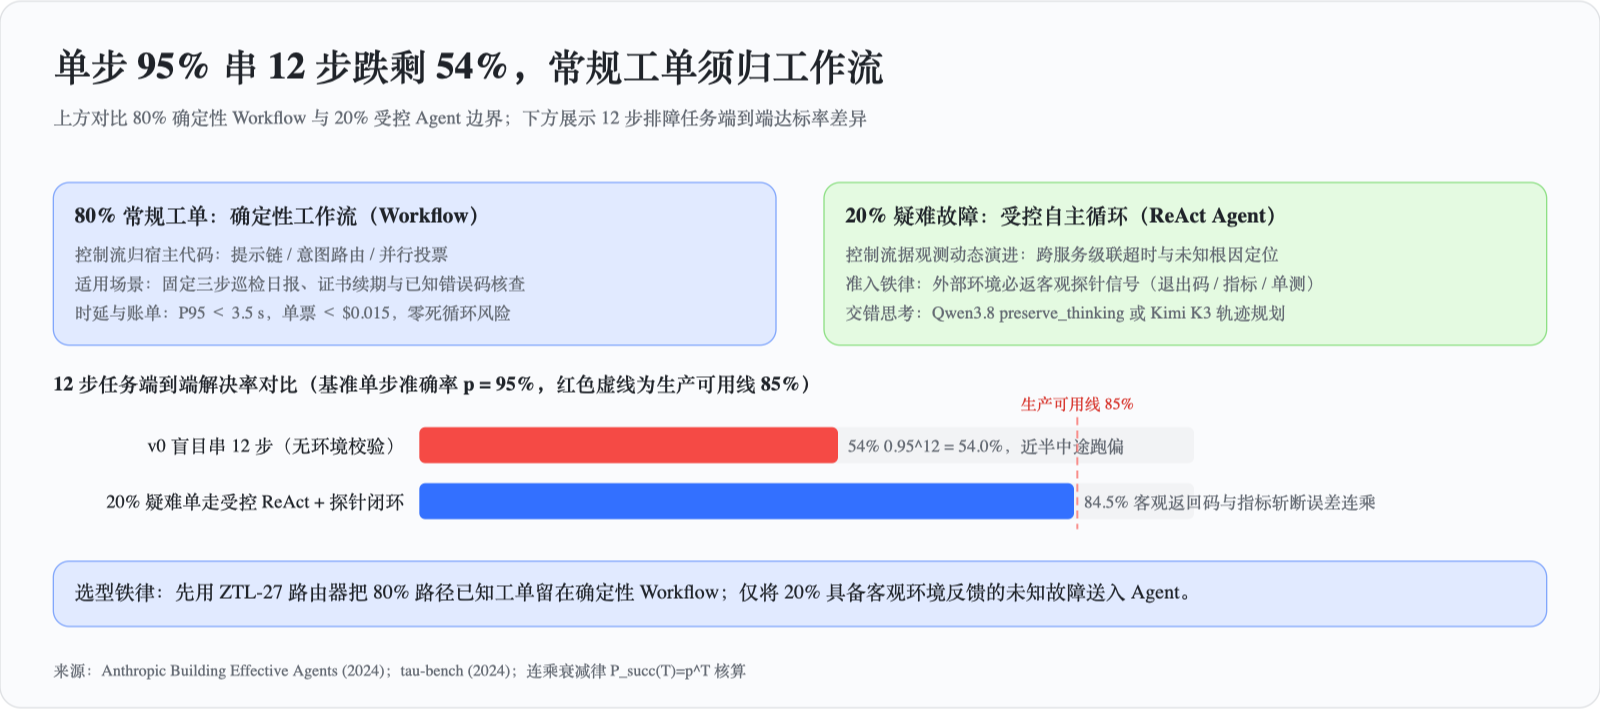 单步 95% 串 12 步跌剩 54%，常规工单须归工作流
上方对比 80% 确定性 Workflow 与 20% 受控 Agent 边界；下方展示 12 步排障任务端到端达标率差异
80% 常规工单：确定性工作流（Workflow）
控制流归宿主代码：提示链 / 意图路由 / 并行投票
适用场景：固定三步巡检日报、证书续期与已知错误码核查
时延与账单：P95 < 3.5 s，单票 < $0.015，零死循环风险
20% 疑难故障：受控自主循环（ReAct Agent）
控制流据观测动态演进：跨服务级联超时与未知根因定位
准入铁律：外部环境必返客观探针信号（退出码 / 指标 / 单测）
交错思考：Qwen3.8 preserve_thinking 或 Kimi K3 轨迹规划
12 步任务端到端解决率对比（基准单步准确率 p = 95%，红色虚线为生产可用线 85%）
生产可用线 85%
v0 盲目串 12 步（无环境校验）
54% 0.95^12 = 54.0%，近半中途跑偏
20% 疑难单走受控 ReAct + 探针闭环
84.5% 客观返回码与指标斩断误差连乘
选型铁律：先用 ZTL-27 路由器把 80% 路径已知工单留在确定性 Workflow；仅将 20% 具备客观环境反馈的未知故障送入 Agent。
来源：Anthropic Building Effective Agents (2024)；tau-bench (2024)；连乘衰减律 P_succ(T)=p^T 核算